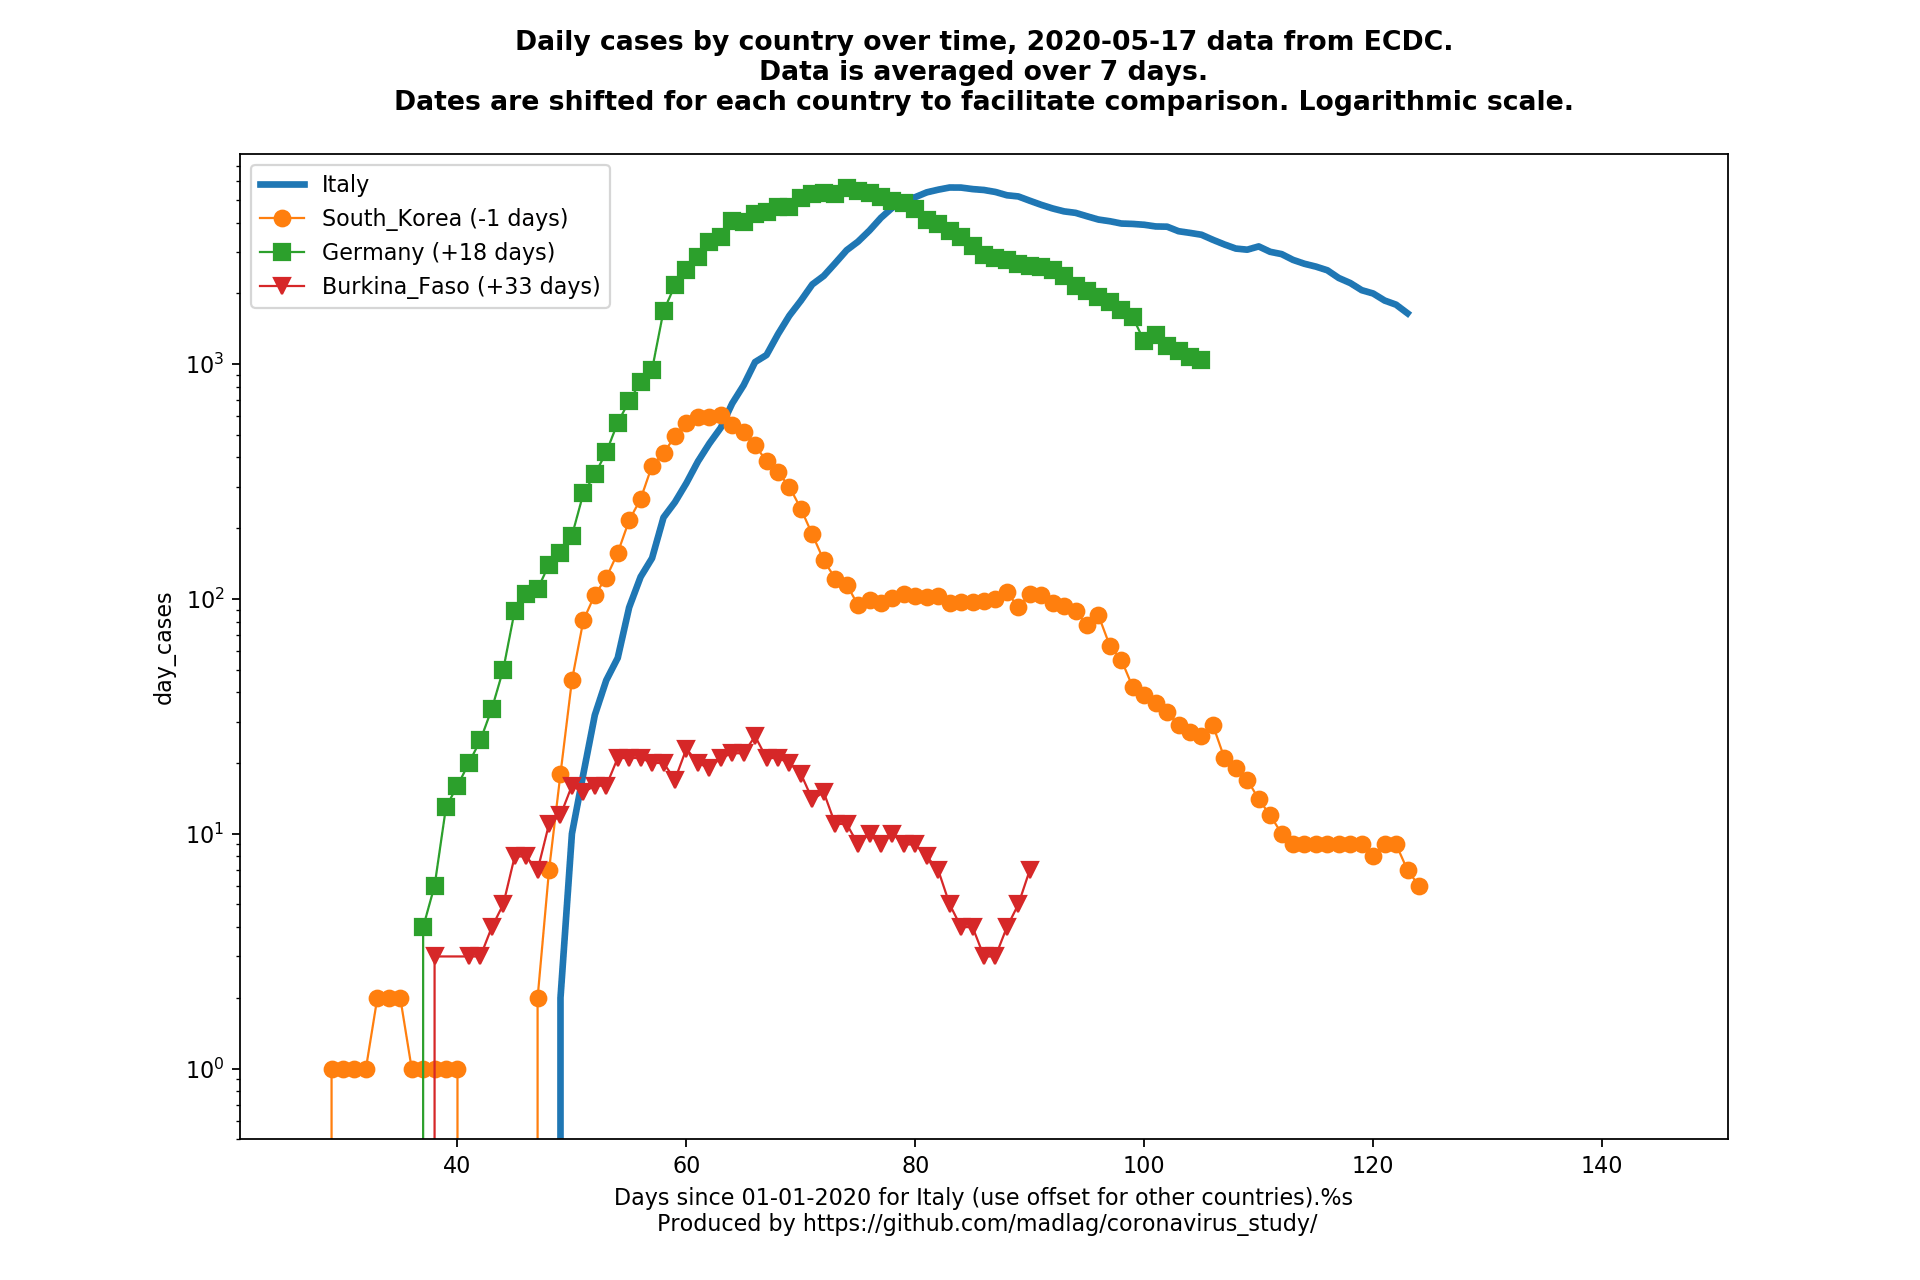 Daily cases by country over time, 2020-05-17 data from ECDC.
Data is averaged over 7 days.
Dates are shifted for each country to facilitate comparison. Logarithmic scale.
Italy
South_Korea (-1 days)
Germany (+18 days)
Burkina_Faso (+33 days)
10³
10²
10¹
10⁰
day_cases
40 60 80 100 120 140
Days since 01-01-2020 for Italy (use offset for other countries).%s
Produced by https://github.com/madlag/coronavirus_study/